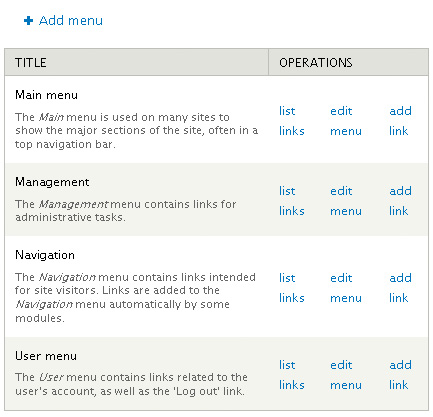 + Add menu
TITLE OPERATIONS
Main menu
The Main menu is used on many sites to
show the major sections of the site, often in a
top navigation bar.
list links edit menu add link
Management
The Management menu contains links for
administrative tasks.
list links edit menu add link
Navigation
The Navigation menu contains links intended
for site visitors. Links are added to the
Navigation menu automatically by some
modules.
list links edit menu add link
User menu
The User menu contains links related to the
user's account, as well as the 'Log out' link.
list links edit menu add link